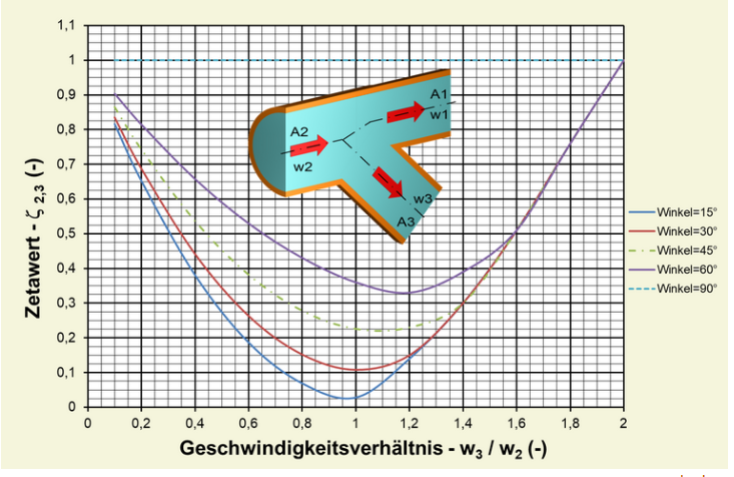 1,1
1
0,9
0,8
0,7
0,6
0,5
0,4
0,3
0,2
0,1
0
Zetawert - ζ 2,3 (-)
A1
w1
A2
w2
w3
A3
Winkel=15°
Winkel=30°
Winkel=45°
Winkel=60°
Winkel=90°
0 0,2 0,4 0,6 0,8 1 1,2 1,4 1,6 1,8 2
Geschwindigkeitsverhältnis - w3 / w2 (-)